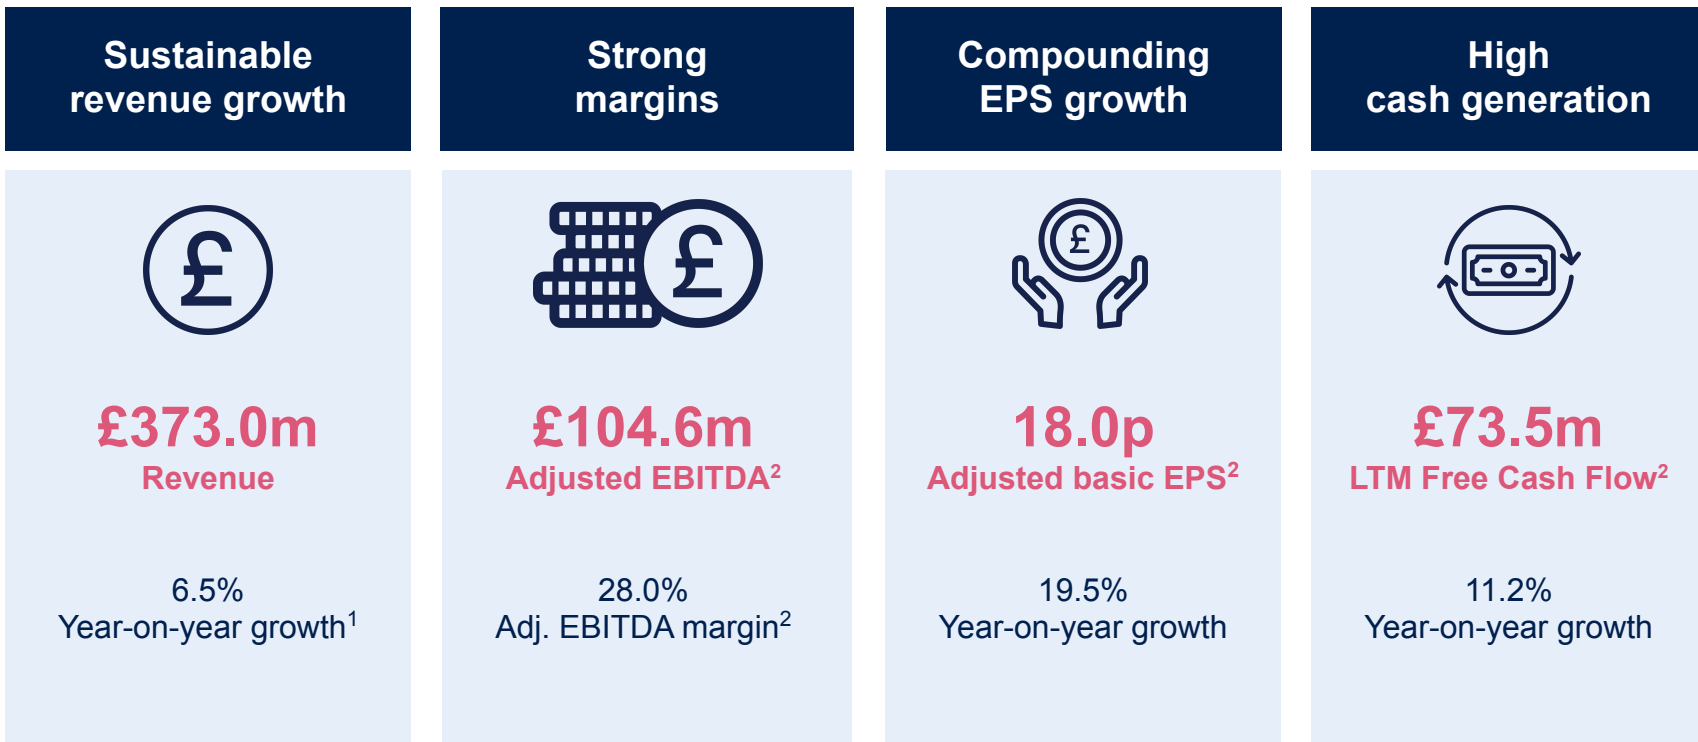 Sustainable
revenue growth
£
£373.0m
Revenue
6.5%
Year-on-year growth¹
Strong
margins
£
£104.6m
Adjusted EBITDA²
28.0%
Adj. EBITDA margin²
Compounding
EPS growth
£
18.0p
Adjusted basic EPS²
19.5%
Year-on-year growth
High
cash generation
£73.5m
LTM Free Cash Flow²
11.2%
Year-on-year growth